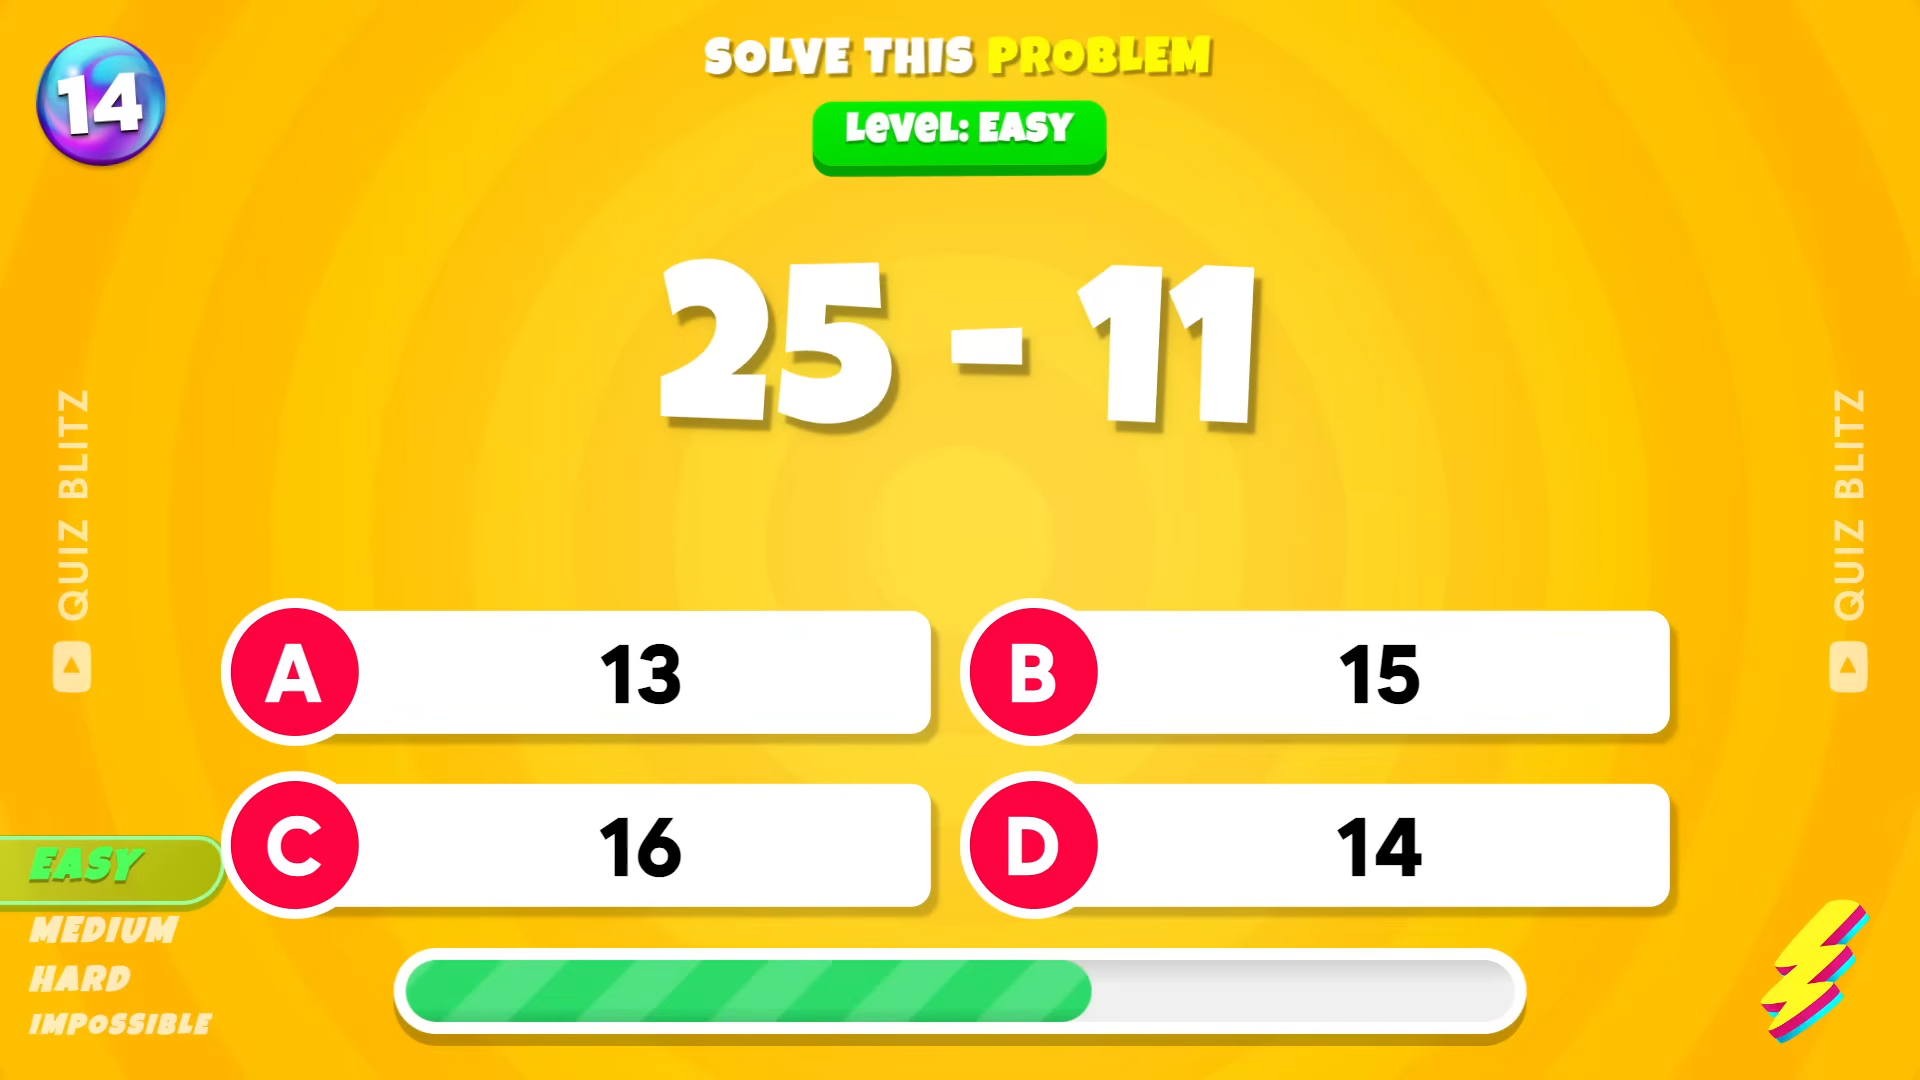 14
SOLVE THIS PROBLEM
LEVEL: EASY
25 - 11
QUIZ BLITZ
QUIZ BLITZ
A 13
B 15
C 16
D 14
EASY
MEDIUM
HARD
IMPOSSIBLE